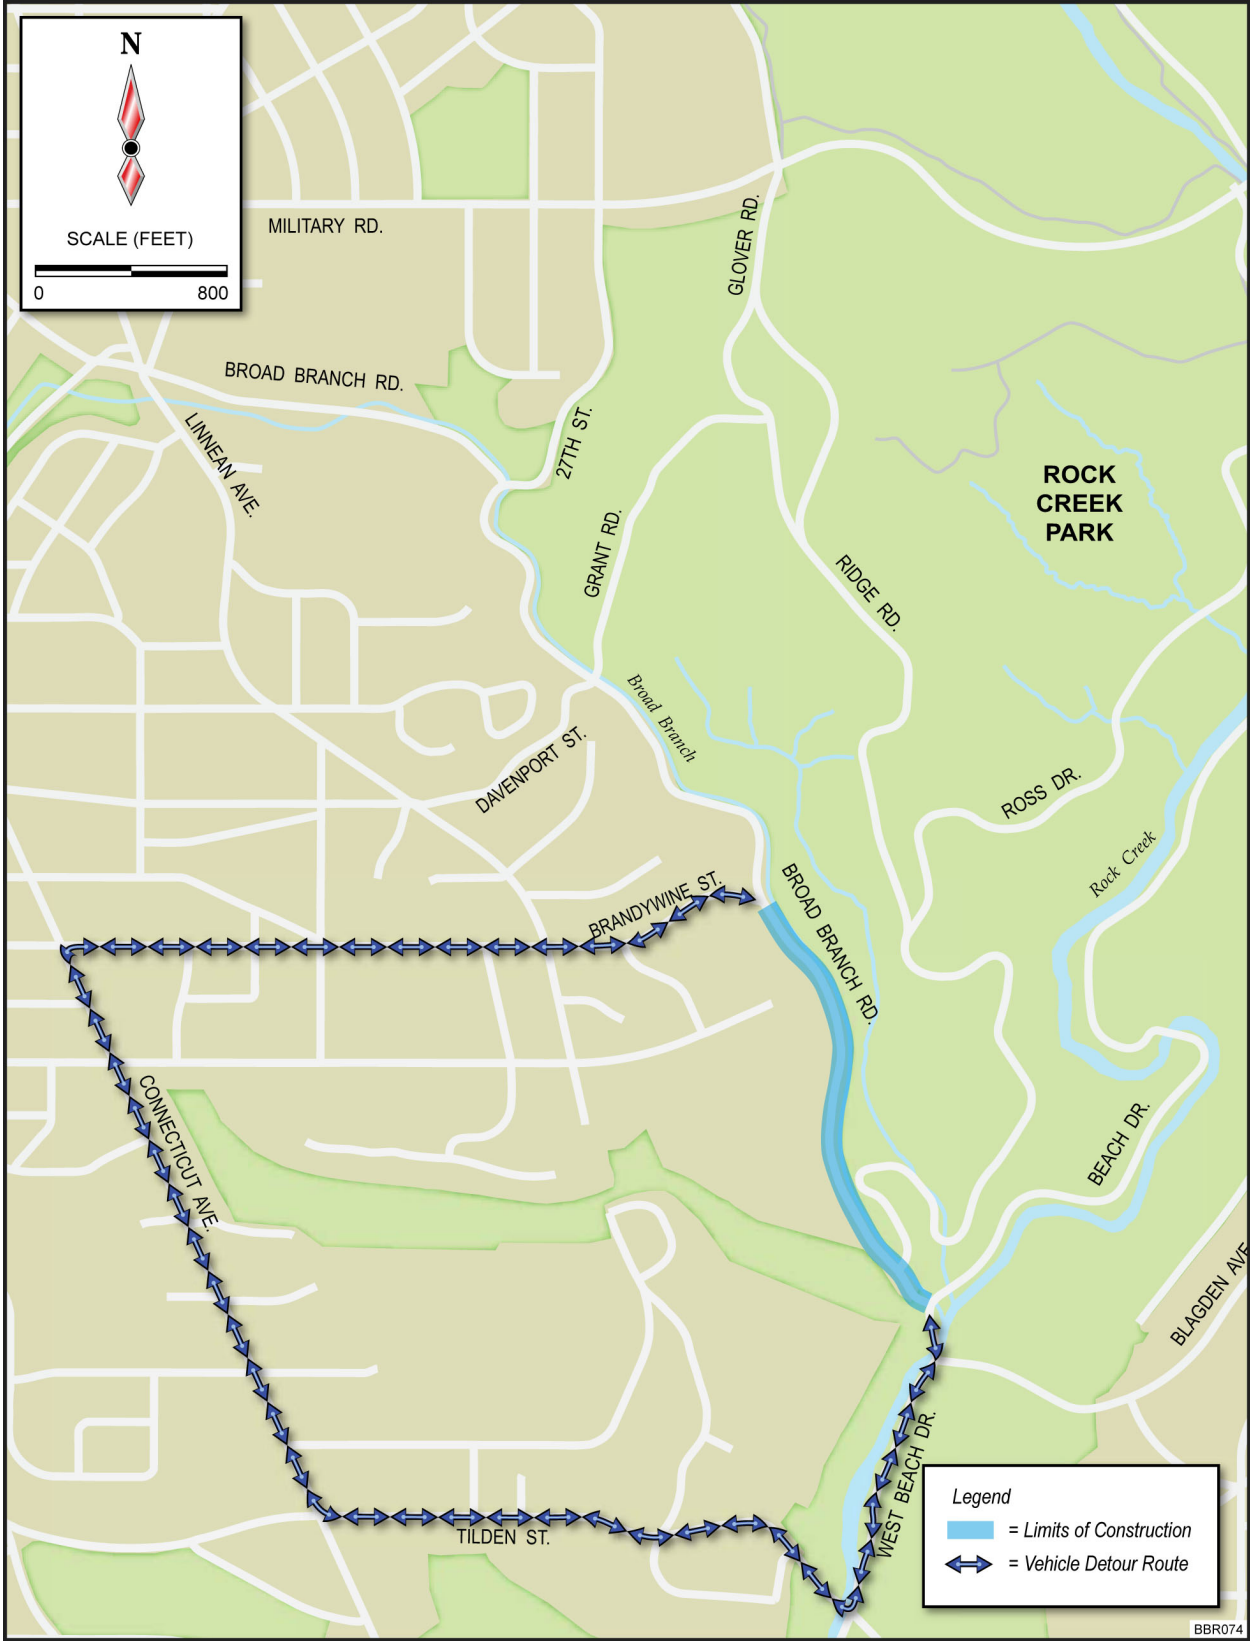 N
SCALE (FEET)
0 800
MILITARY RD.
GLOVER RD.
BROAD BRANCH RD.
LINNEAN AVE.
27TH ST.
ROCK
CREEK
PARK
GRANT RD.
RIDGE RD.
Broad Branch
DAVENPORT ST.
ROSS DR.
Rock Creek
BRANDYWINE ST.
BROAD BRANCH RD.
CONNECTICUT AVE.
BEACH DR.
BLAGDEN AVE
WEST BEACH DR.
TILDEN ST.
Legend
= Limits of Construction
= Vehicle Detour Route
BBR074